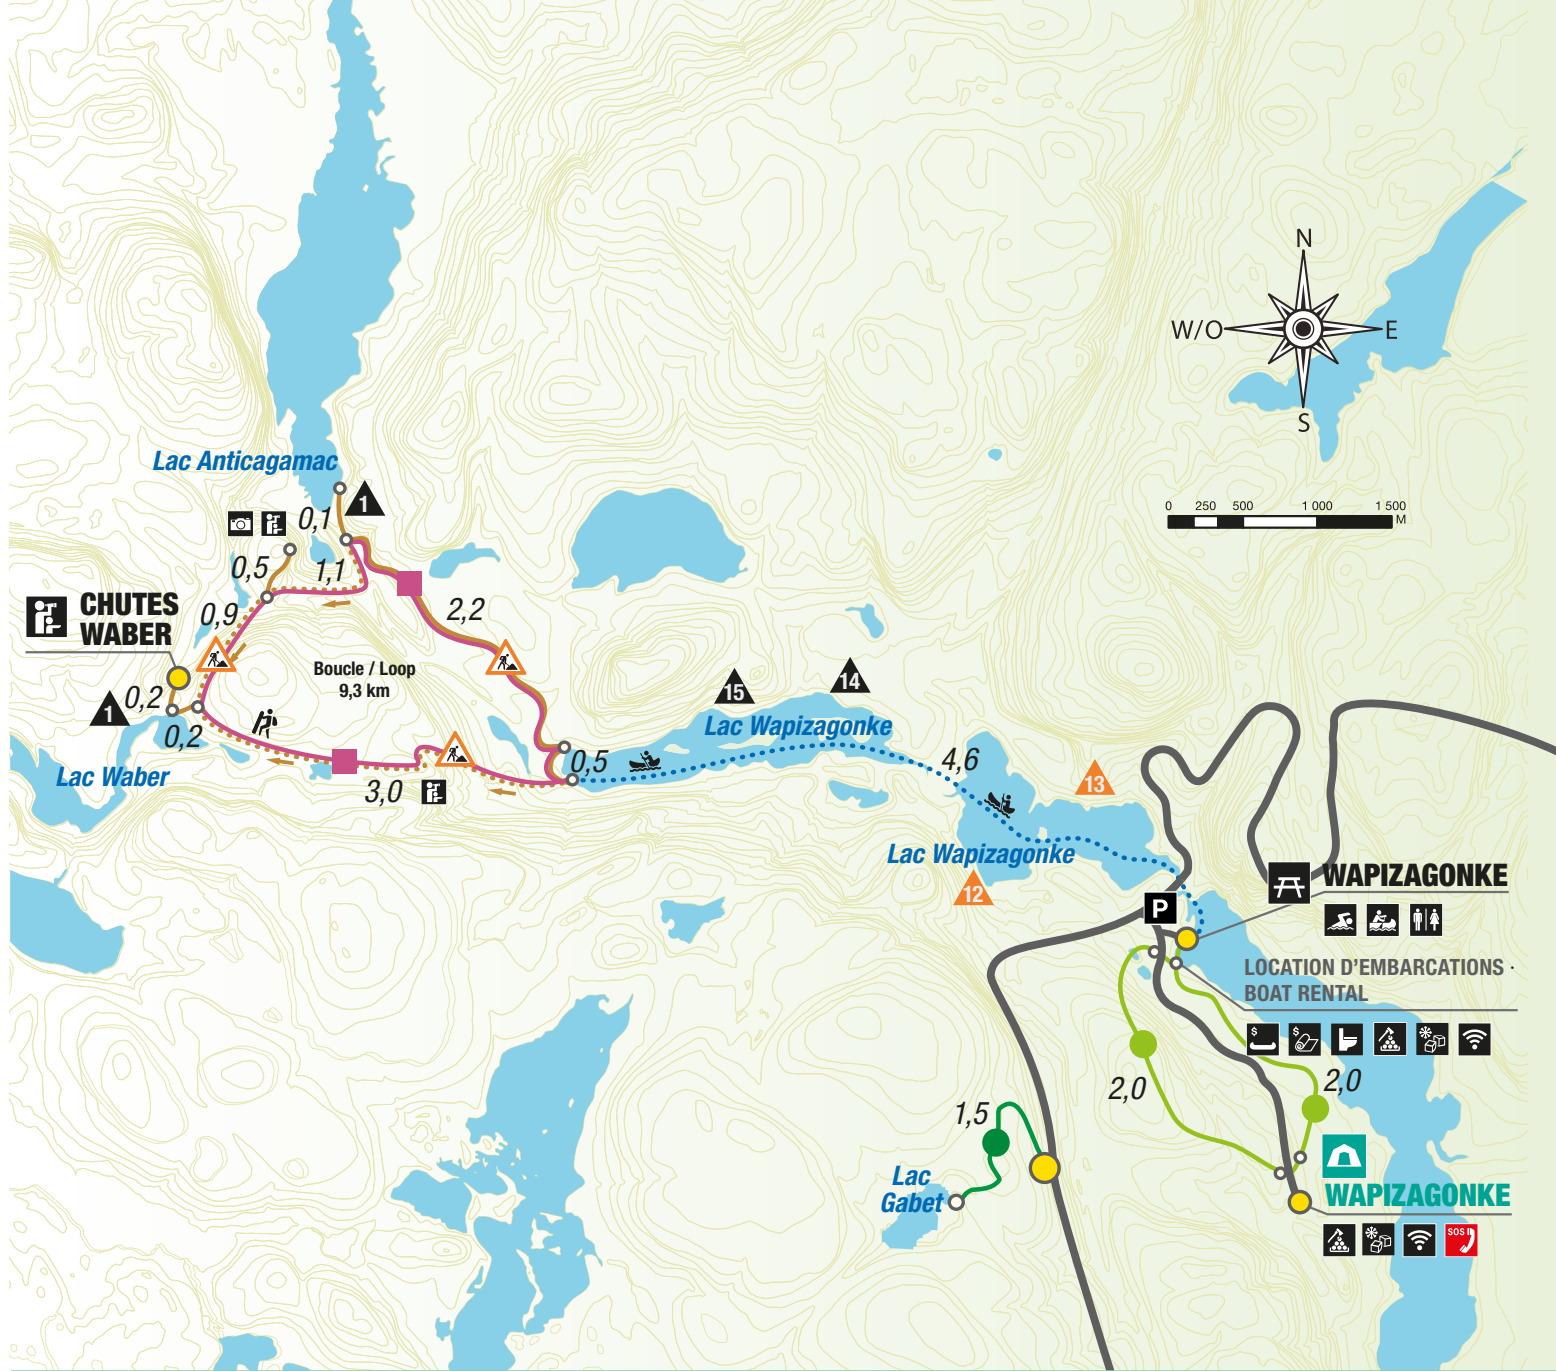 N
W/O
E
S
0 250 500 1 000 1 500
M
Lac Anticagamac
1
0,1
0,5
1,1
CHUTES
WABER
0,9
2,2
Boucle / Loop
9,3 km
15
14
1
0,2
0,2
Lac Wapizagonke
0,5
4,6
Lac Waber
3,0
13
Lac Wapizagonke
12
WAPIZAGONKE
P
LOCATION D'EMBARCATIONS ·
BOAT RENTAL
$
$
2,0
2,0
1,5
Lac
Gabet
WAPIZAGONKE
SOS